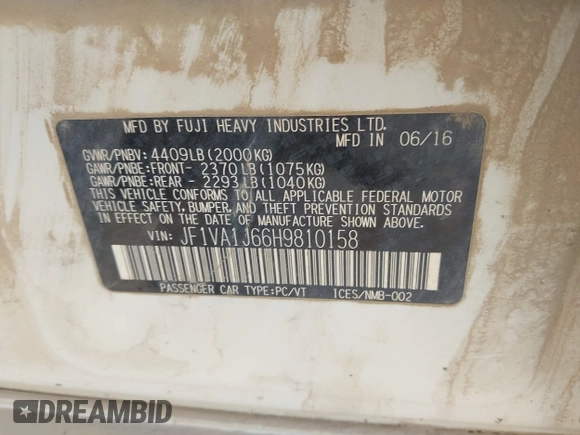 MFD BY FUJI HEAVY INDUSTRIES LTD.
MFD IN 06/16
GVWR/PNBV: 4409LB(2000KG)
GAWR/PNBE:FRONT- 2370LB(1075KG)
GAWR/PNBE:REAR - 2293LB(1040KG)
THIS VEHICLE CONFORMS TO ALL APPLICABLE FEDERAL MOTOR
VEHICLE SAFETY, BUMPER, AND THEFT PREVENTION STANDARDS
IN EFFECT ON THE DATE OF MANUFACTURE SHOWN ABOVE.
VIN: JF1VA1J66H9810158
PASSENGER CAR TYPE:PC/VT ICES/NMB-002
DREAMBID